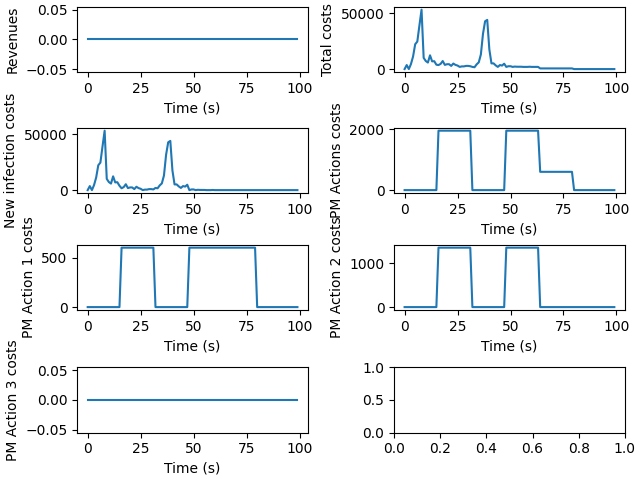 Revenues
0.05
0.00
−0.05
0 25 50 75 100
Time (s)
Total costs
50000
0
0 25 50 75 100
Time (s)
New infection costs
50000
0
0 25 50 75 100
Time (s)
PM Actions costs
2000
0
0 25 50 75 100
Time (s)
PM Action 1 costs
500
0
0 25 50 75 100
Time (s)
PM Action 2 costs
1000
0
0 25 50 75 100
Time (s)
PM Action 3 costs
0.05
0.00
−0.05
0 25 50 75 100
Time (s)
1.0
0.5
0.0
0.0 0.2 0.4 0.6 0.8 1.0